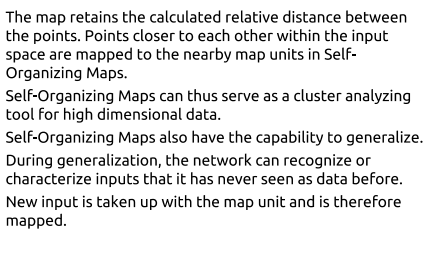 The map retains the calculated relative distance between
the points. Points closer to each other within the input
space are mapped to the nearby map units in Self-
Organizing Maps.
Self-Organizing Maps can thus serve as a cluster analyzing
tool for high dimensional data.
Self-Organizing Maps also have the capability to generalize.
During generalization, the network can recognize or
characterize inputs that it has never seen as data before.
New input is taken up with the map unit and is therefore
mapped.